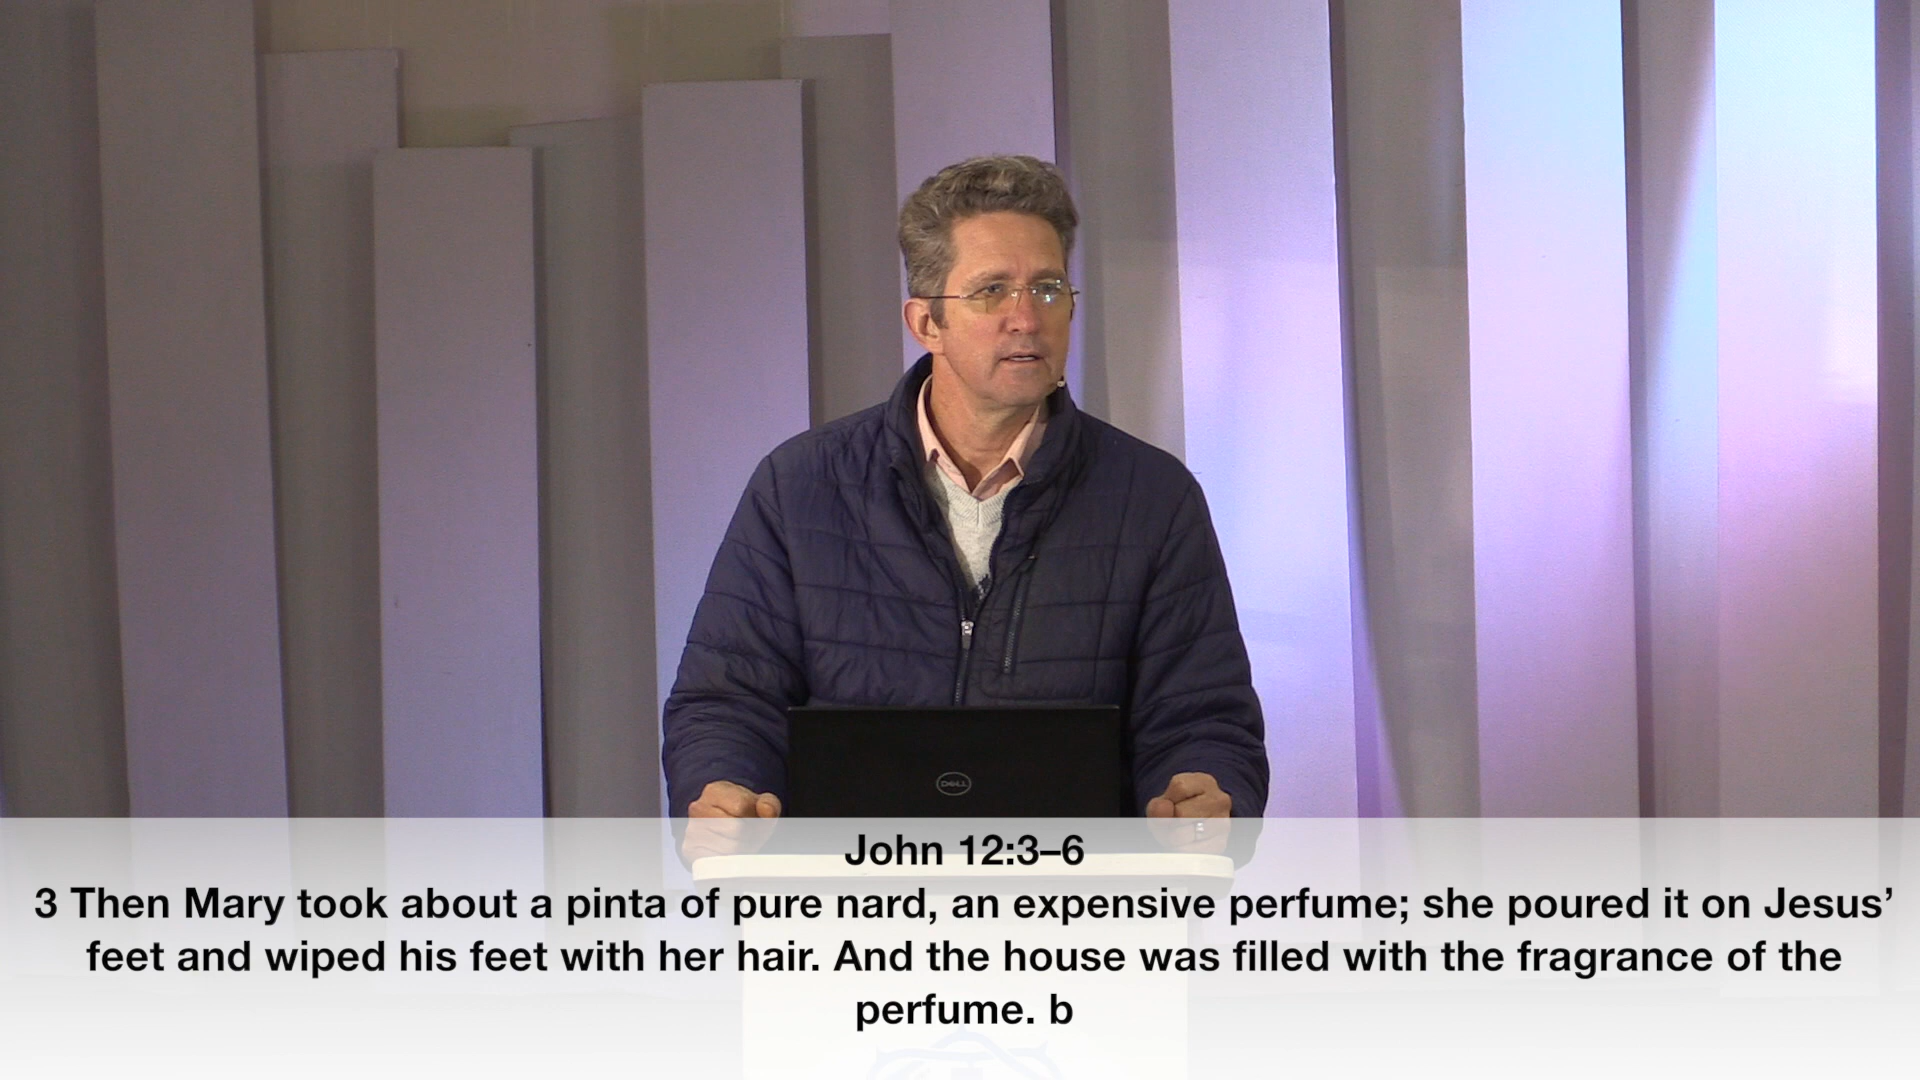 DELL
John 12:3–6
3 Then Mary took about a pinta of pure nard, an expensive perfume; she poured it on Jesus’
feet and wiped his feet with her hair. And the house was filled with the fragrance of the
perfume. b